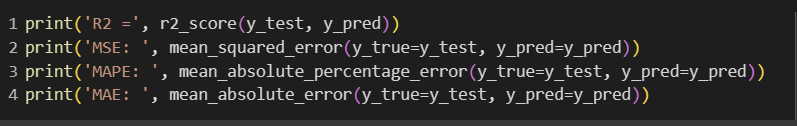 1 print('R2 =', r2_score(y_test, y_pred))
2 print('MSE: ', mean_squared_error(y_true=y_test, y_pred=y_pred))
3 print('MAPE: ', mean_absolute_percentage_error(y_true=y_test, y_pred=y_pred))
4 print('MAE: ', mean_absolute_error(y_true=y_test, y_pred=y_pred))